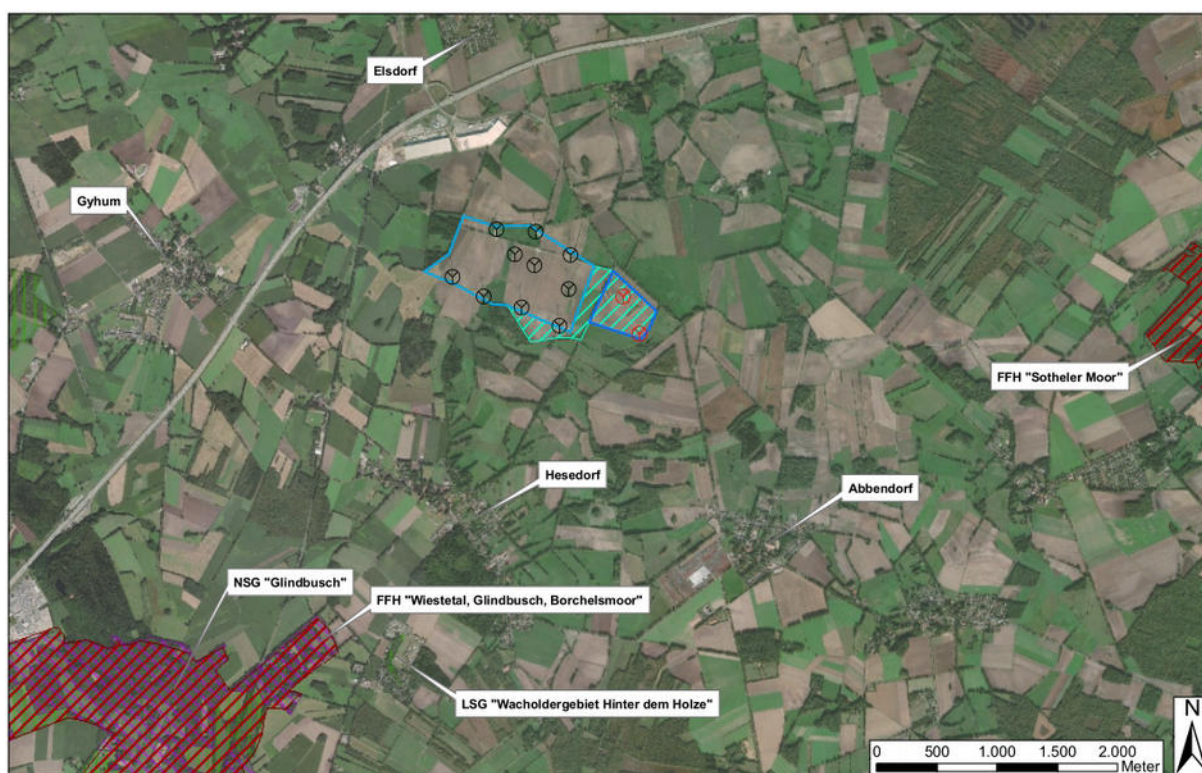 Elsdorf
Gyhum
FFH "Sotheler Moor"
Hesedorf
Abbendorf
NSG "Glindbusch"
FFH "Wiestetal, Glindbusch, Borchelsmoor"
LSG "Wacholdergebiet Hinter dem Holze"
N
0 500 1.000 1.500 2.000
Meter